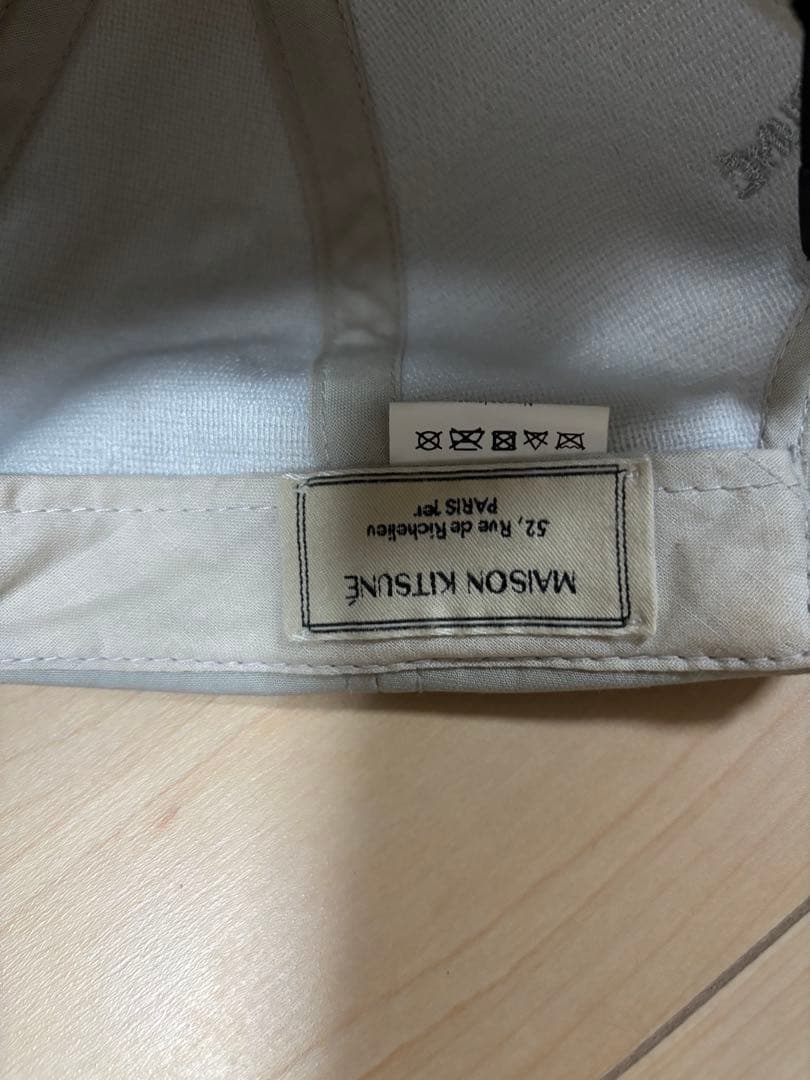 MAISON KITSUNÉ
52, Rue de Richelieu
PARIS 1er